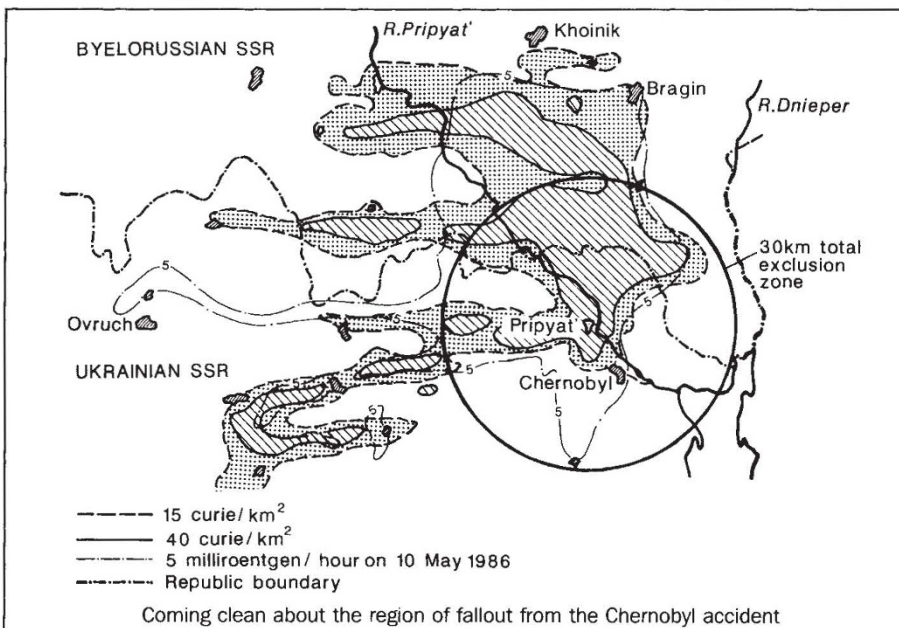 R.Pripyat'
BYELORUSSIAN SSR
Khoinik
5
Bragin
R.Dnieper
30km total
exclusion
zone
5
Ovruch
Pripyat'
5
UKRAINIAN SSR
Chernobyl
5
5
5
5
15 curie/km²
40 curie/km²
5 milliroentgen/hour on 10 May 1986
Republic boundary
Coming clean about the region of fallout from the Chernobyl accident